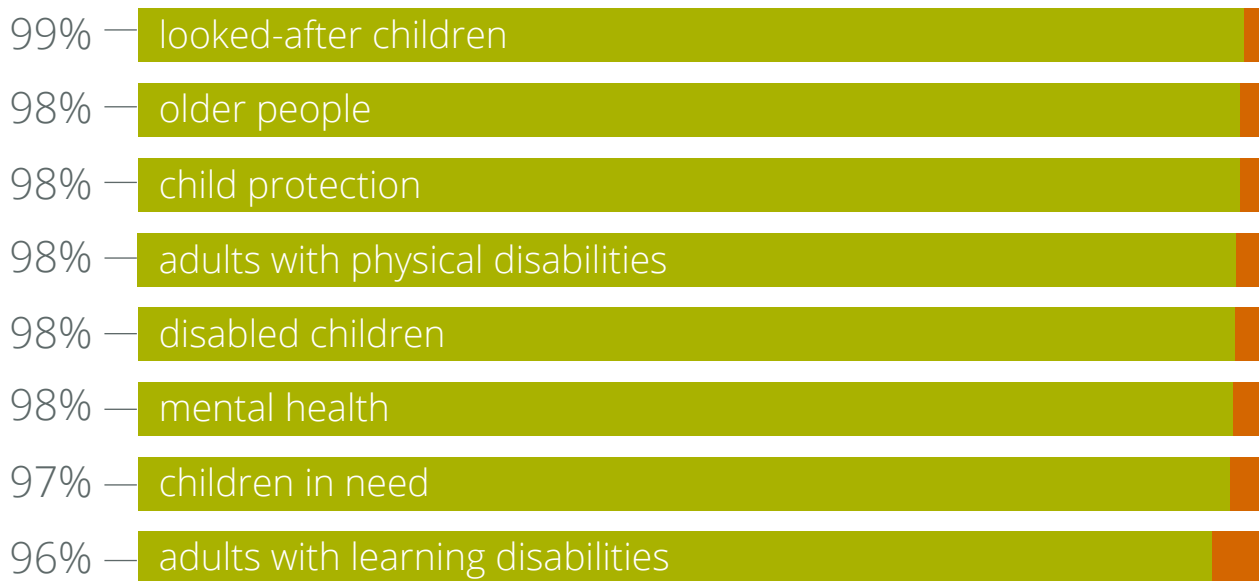 99% looked-after children
98% older people
98% child protection
98% adults with physical disabilities
98% disabled children
98% mental health
97% children in need
96% adults with learning disabilities